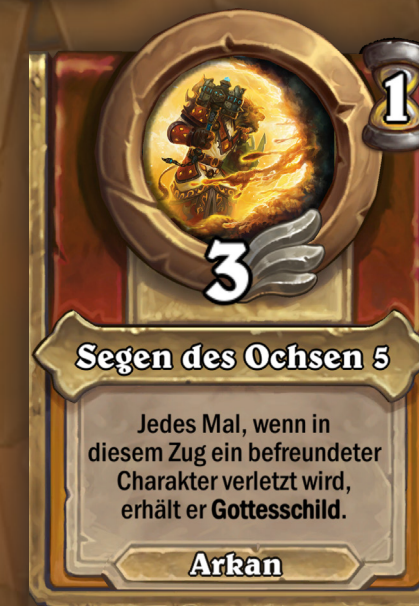 1
3
Segen des Ochsen 5
Jedes Mal, wenn in
diesem Zug ein befreundeter
Charakter verletzt wird,
erhält er Gottesschild.
Arkan